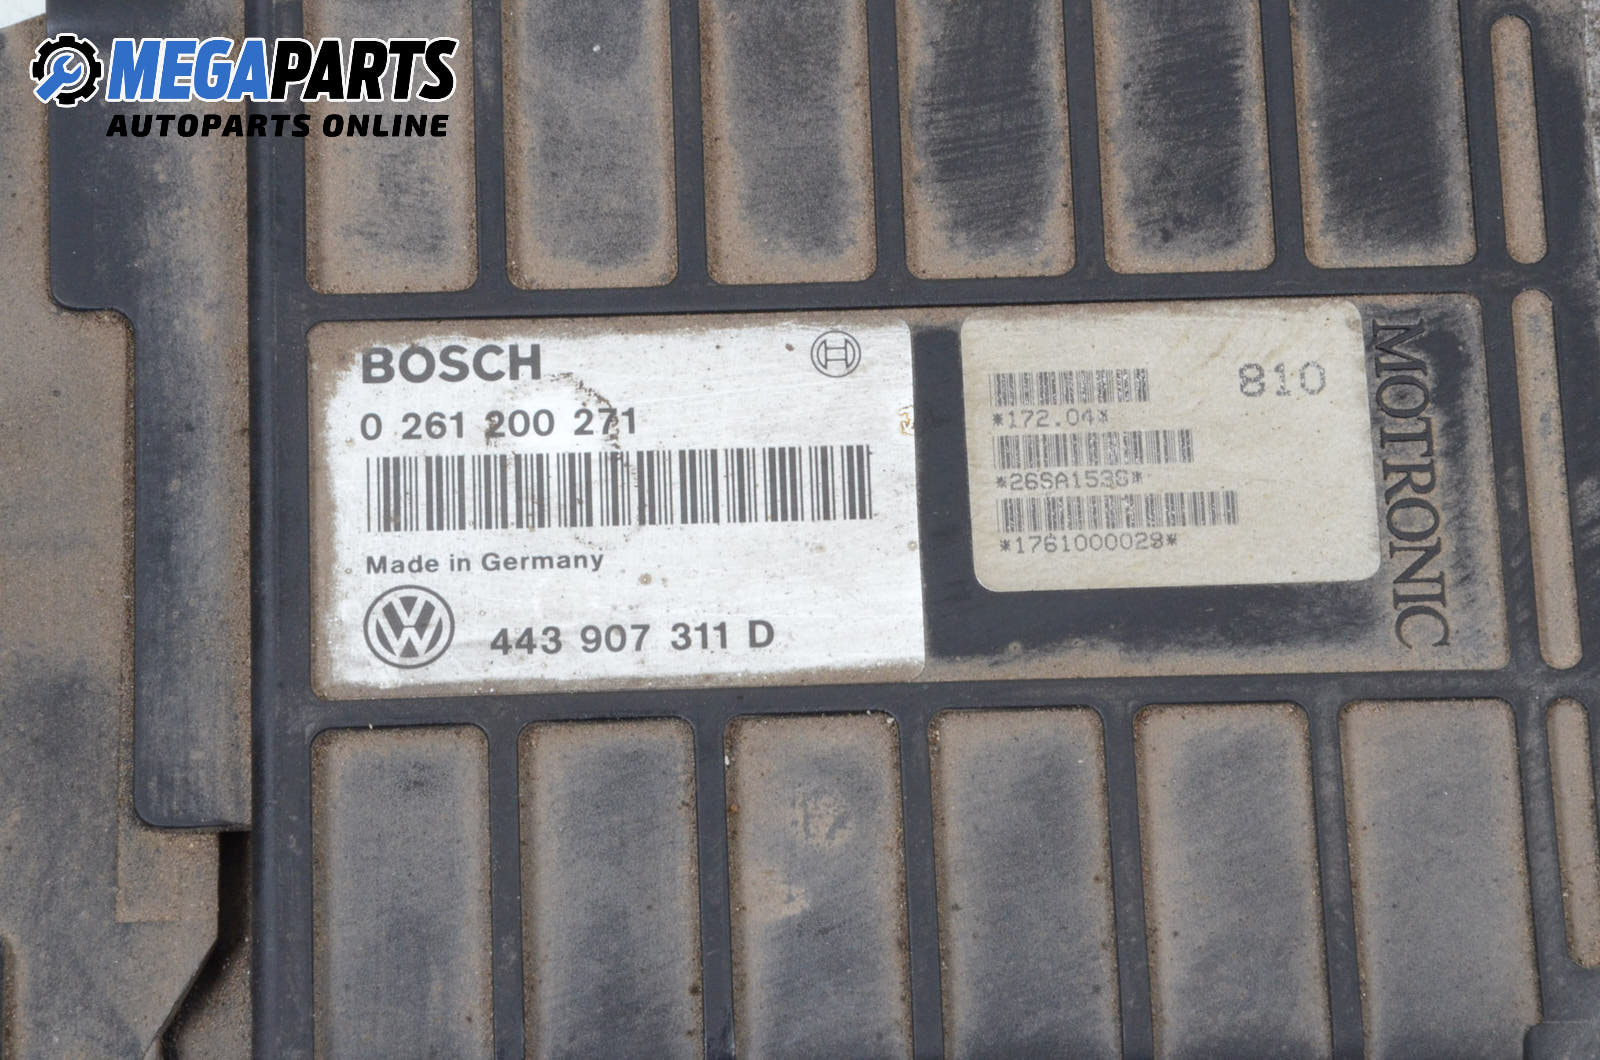 MEGAPARTS
AUTOPARTS ONLINE
BOSCH
0 261 200 271
Made in Germany
443 907 311 D
810
*172.04*
*26SA1538*
*1761000028*
MOTRONIC